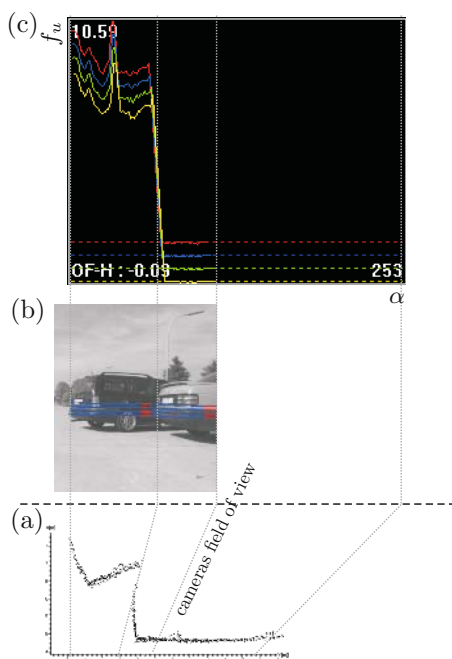 (c)
f_u
10.59
OF-H : -0.09
253
α
(b)
(a)
cameras field of view